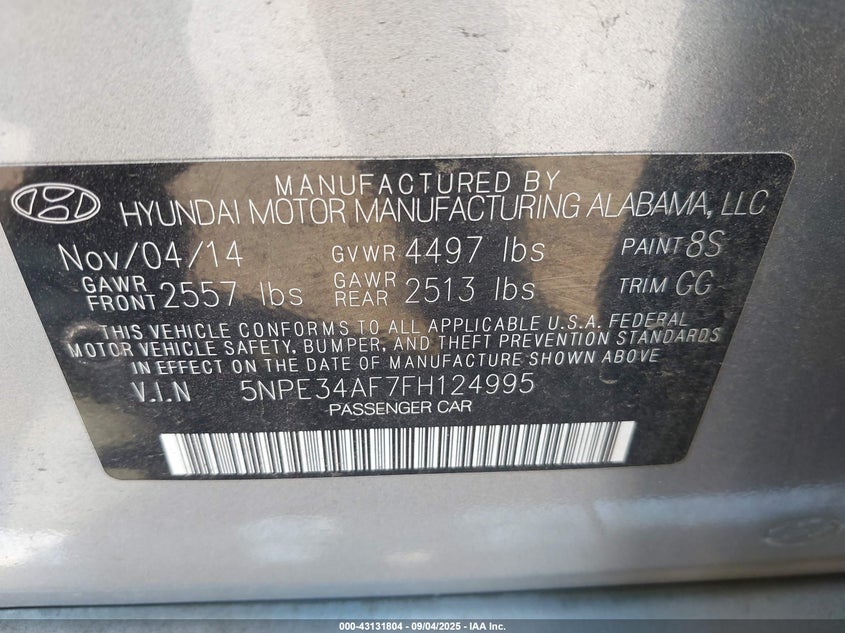 MANUFACTURED BY
HYUNDAI MOTOR MANUFACTURING ALABAMA, LLC
Nov/04/14 GVWR 4497 lbs PAINT 8S
GAWR FRONT 2557 lbs GAWR REAR 2513 lbs TRIM GG
THIS VEHICLE CONFORMS TO ALL APPLICABLE U.S.A. FEDERAL
MOTOR VEHICLE SAFETY, BUMPER, AND THEFT PREVENTION STANDARDS
IN EFFECT ON THE DATE OF MANUFACTURE SHOWN ABOVE.
V.I.N 5NPE34AF7FH124995
PASSENGER CAR
000-43131804 - 09/04/2025 - IAA Inc.